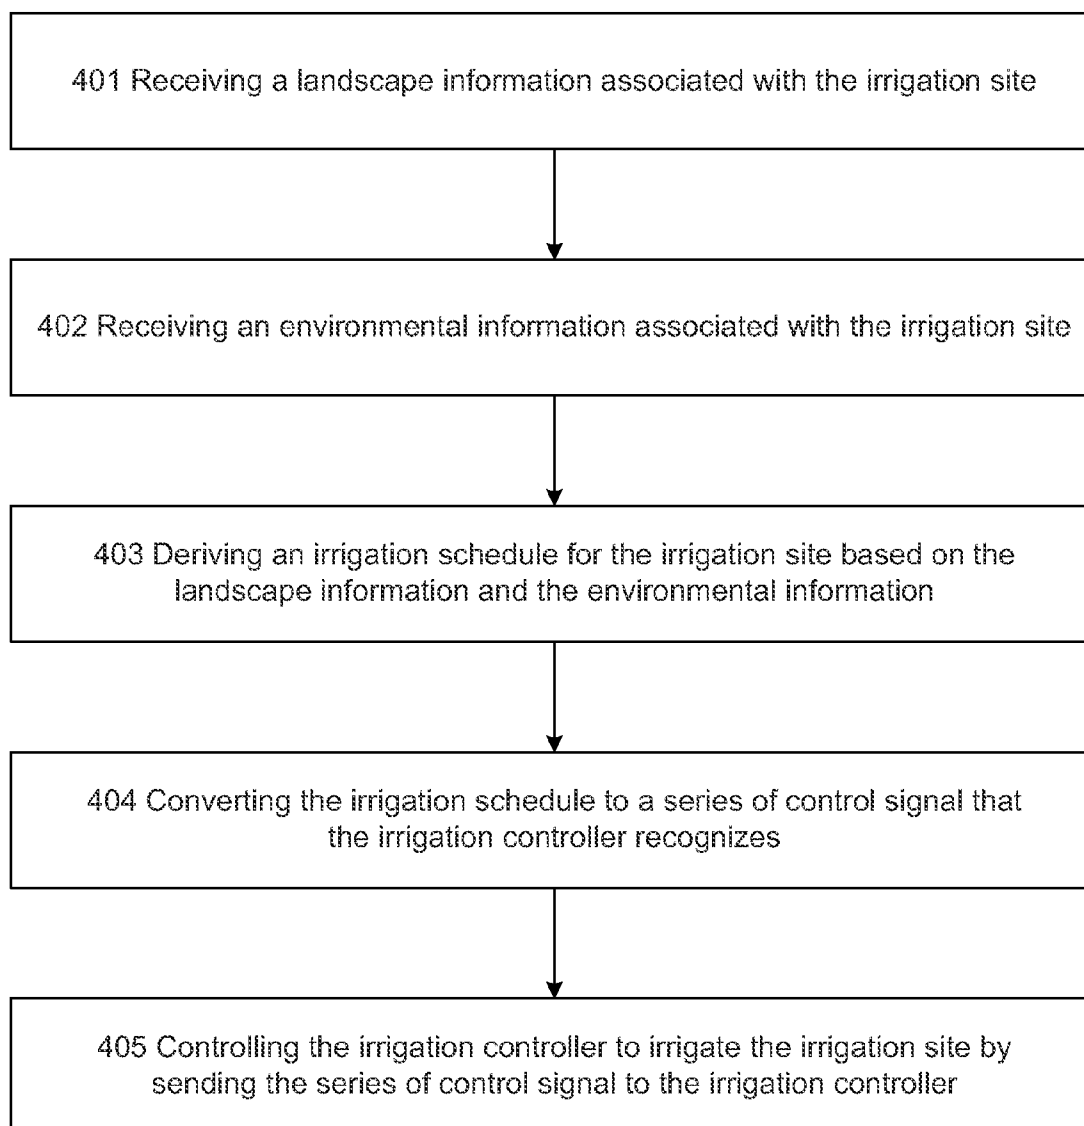 401 Receiving a landscape information associated with the irrigation site
402 Receiving an environmental information associated with the irrigation site
403 Deriving an irrigation schedule for the irrigation site based on the
landscape information and the environmental information
404 Converting the irrigation schedule to a series of control signal that
the irrigation controller recognizes
405 Controlling the irrigation controller to irrigate the irrigation site by
sending the series of control signal to the irrigation controller